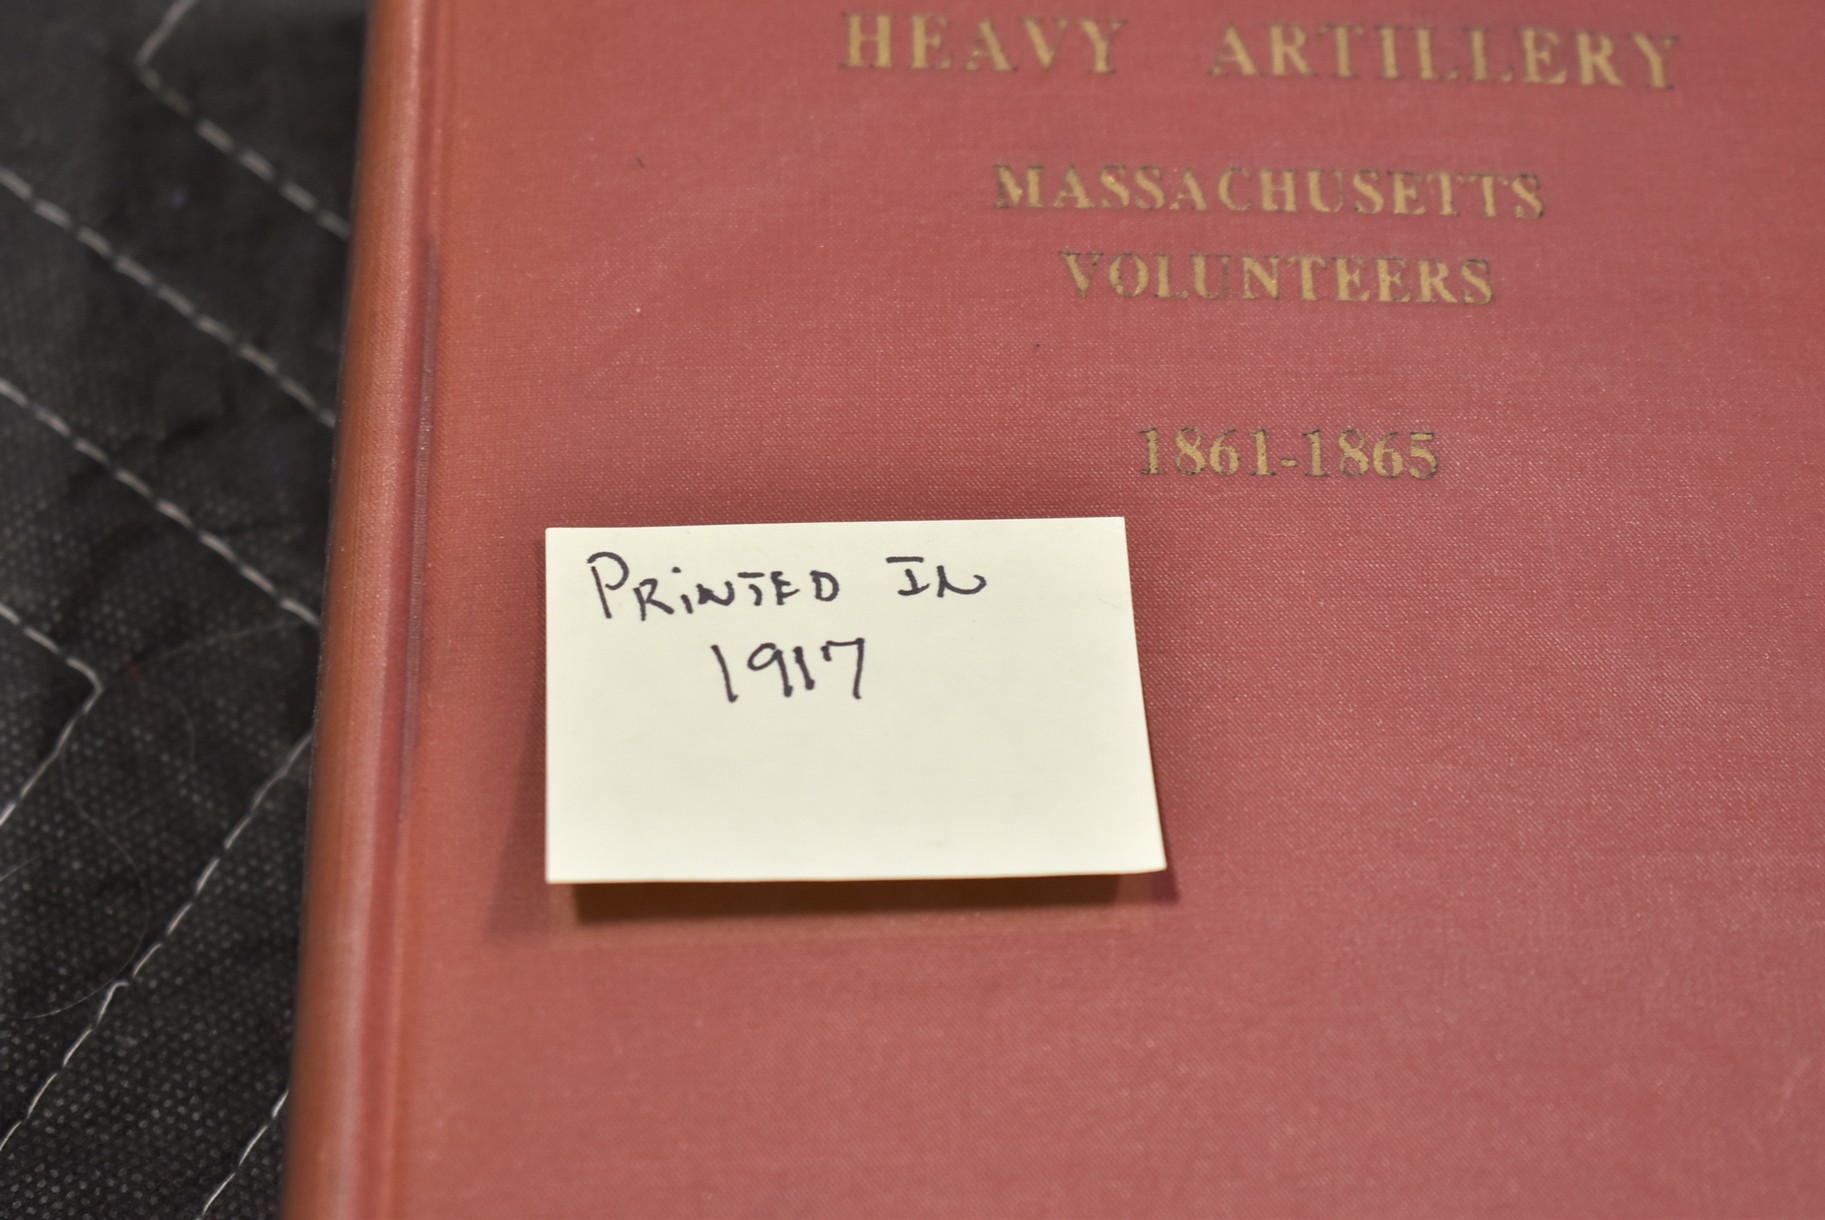 HEAVY ARTILLERY
MASSACHUSETTS
VOLUNTEERS
1861-1865
PRiNTED IN
1917